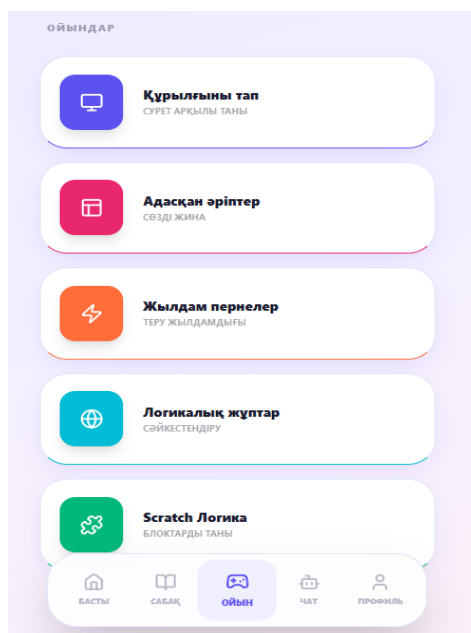 ОЙЫНДАР
Құрылғыны тап
СУРЕТ АРҚЫЛЫ ТАНЫ
Адасқан әріптер
СӨЗДІ ЖИНА
Жылдам пернелер
ТЕРУ ЖЫЛДАМДЫҒЫ
Логикалық жұптар
СӘЙКЕСТЕНДІРУ
Scratch Логика
БЛОКТАРДЫ ТАНЫ
БАСТЫ САБАҚ ОЙЫН ЧАТ ПРОФИЛЬ